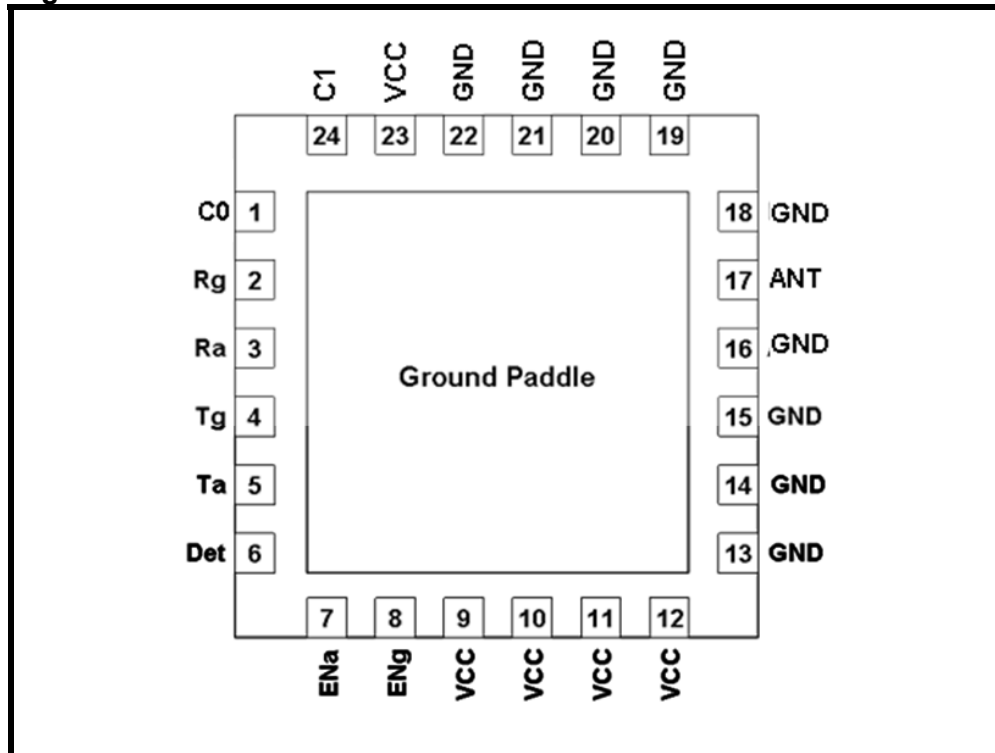 C1 VCC GND GND GND GND
24 23 22 21 20 19
C0 1 18 GND
Rg 2 17 ANT
Ra 3 16 GND
Ground Paddle
Tg 4 15 GND
Ta 5 14 GND
Det 6 13 GND
7 8 9 10 11 12
ENa ENg VCC VCC VCC VCC